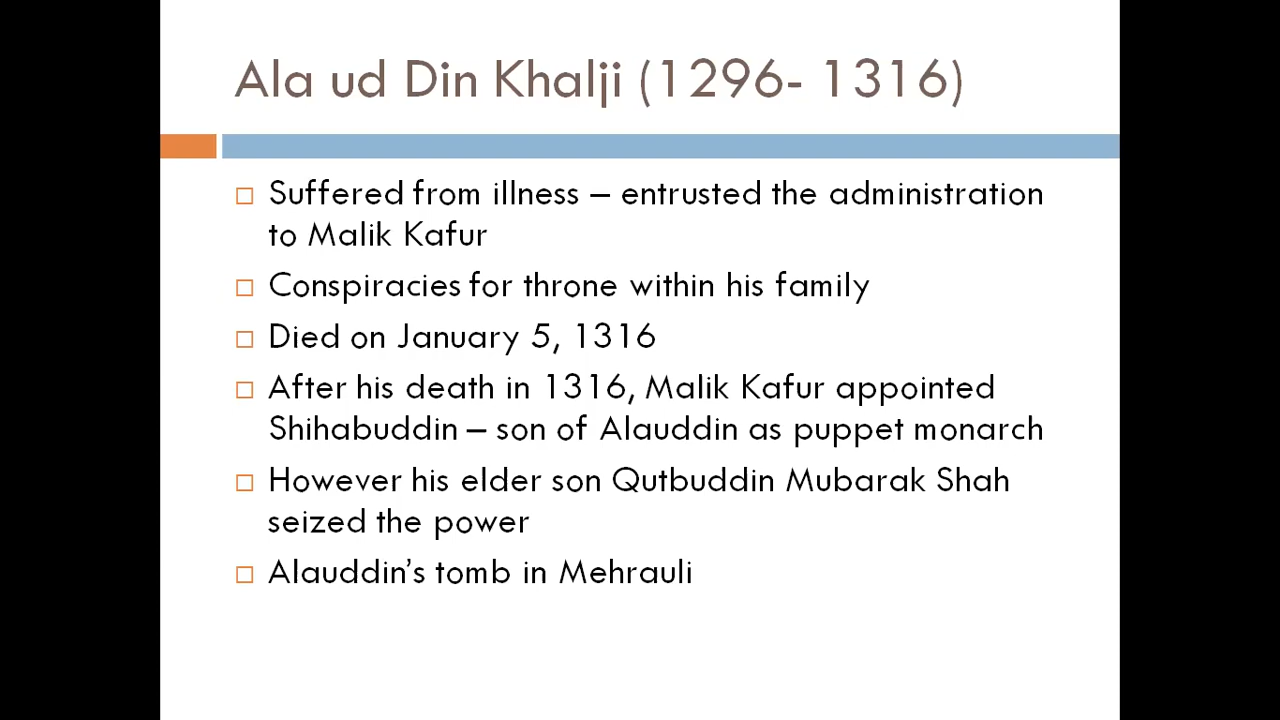 Ala ud Din Khalji (1296- 1316)
Suffered from illness – entrusted the administration
to Malik Kafur
Conspiracies for throne within his family
Died on January 5, 1316
After his death in 1316, Malik Kafur appointed
Shihabuddin – son of Alauddin as puppet monarch
However his elder son Qutbuddin Mubarak Shah
seized the power
Alauddin's tomb in Mehrauli